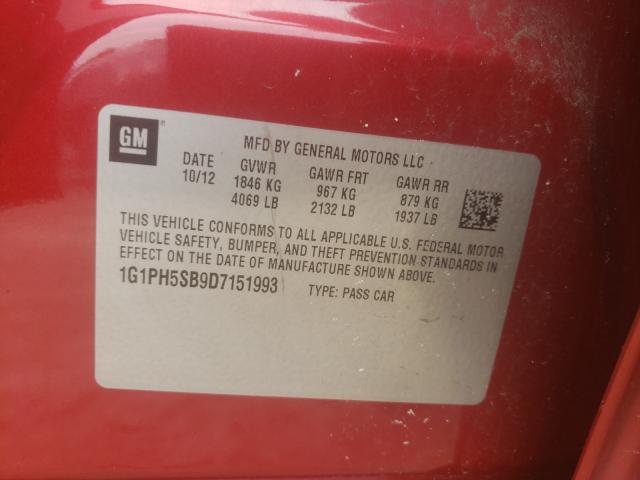 GM ®
MFD BY GENERAL MOTORS LLC
DATE GVWR GAWR FRT GAWR RR
10/12 1846 KG 967 KG 879 KG
4069 LB 2132 LB 1937 LB
THIS VEHICLE CONFORMS TO ALL APPLICABLE U.S. FEDERAL MOTOR
VEHICLE SAFETY, BUMPER, AND THEFT PREVENTION STANDARDS IN
EFFECT ON THE DATE OF MANUFACTURE SHOWN ABOVE.
1G1PH5SB9D7151993 TYPE: PASS CAR